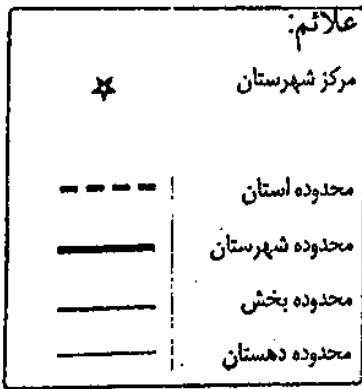 علائم:
مرکز شهرستان
محدوده استان
محدوده شهرستان
محدوده بخش
محدوده دهستان